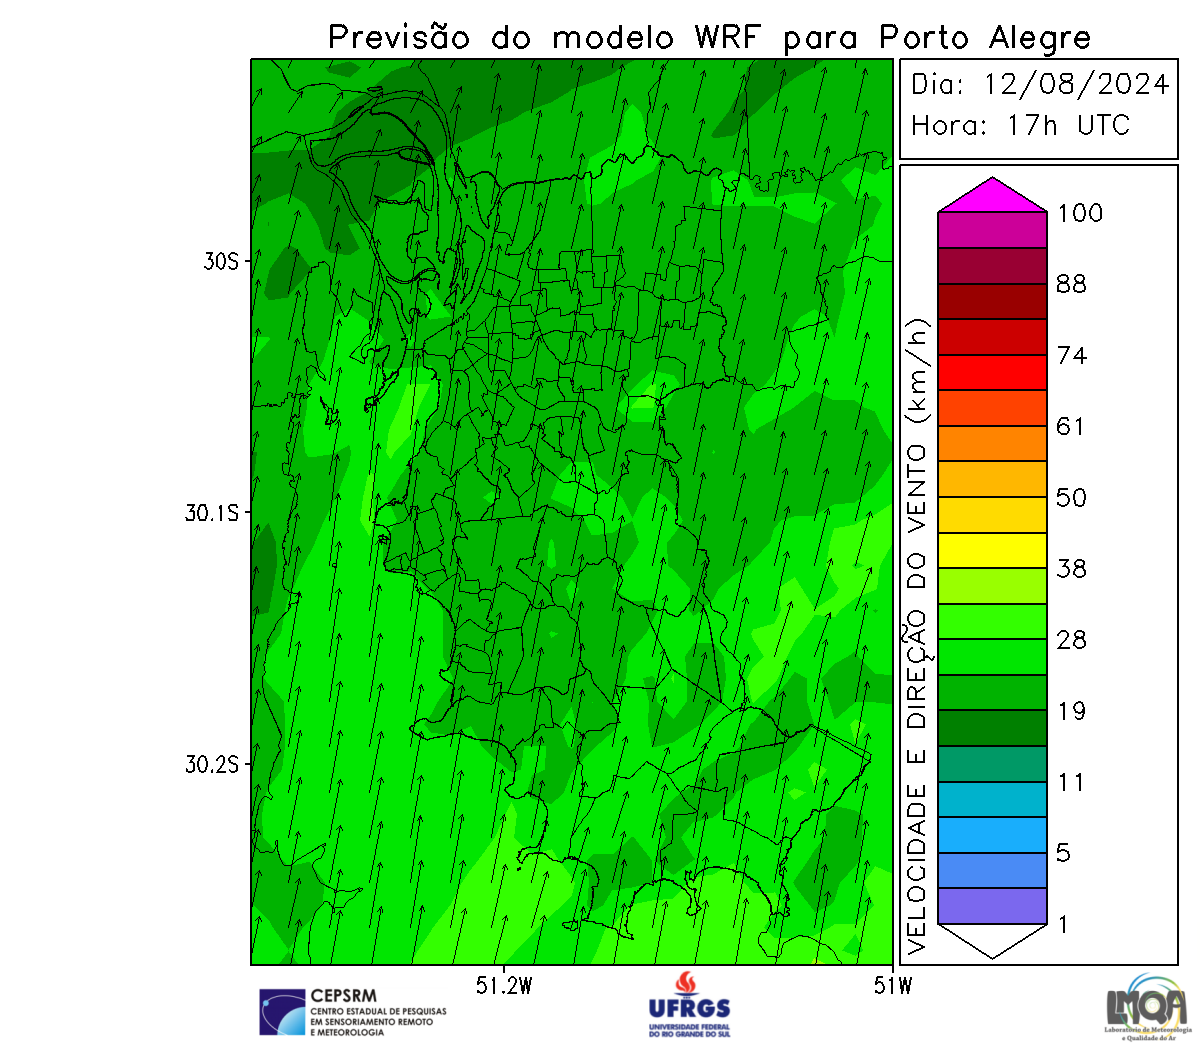 Previsão do modelo WRF para Porto Alegre
Dia: 12/08/2024
Hora: 17h UTC
30S
30.1S
30.2S
51.2W
51W
VELOCIDADE E DIREÇÃO DO VENTO (km/h)
100
88
74
61
50
38
28
19
11
5
1
CEPSRM
CENTRO ESTADUAL DE PESQUISAS
EM SENSORIAMENTO REMOTO
E METEOROLOGIA
UFRGS
UNIVERSIDADE FEDERAL
DO RIO GRANDE DO SUL
LMQA
Laboratório de Meteorologia
e Qualidade do Ar